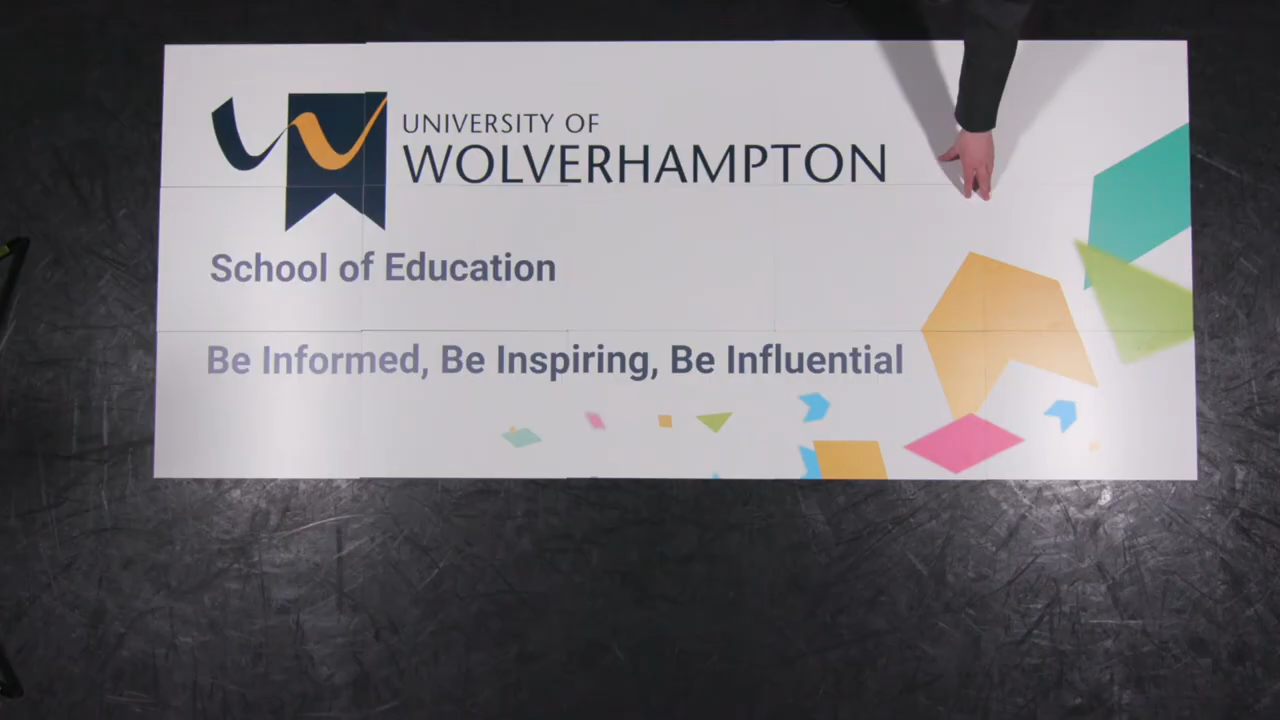 UNIVERSITY OF
WOLVERHAMPTON
School of Education
Be Informed, Be Inspiring, Be Influential